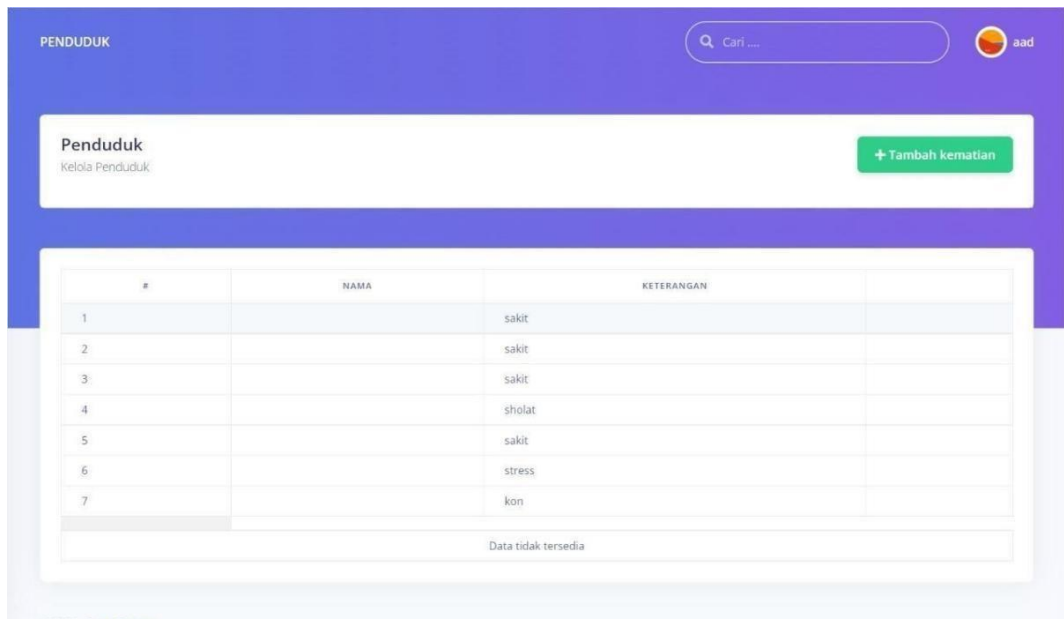 PENDUDUK
Cari ....
aad
Penduduk
Kelola Penduduk
+ Tambah kematian
# NAMA KETERANGAN
1 sakit
2 sakit
3 sakit
4 sholat
5 sakit
6 stress
7 kon
Data tidak tersedia